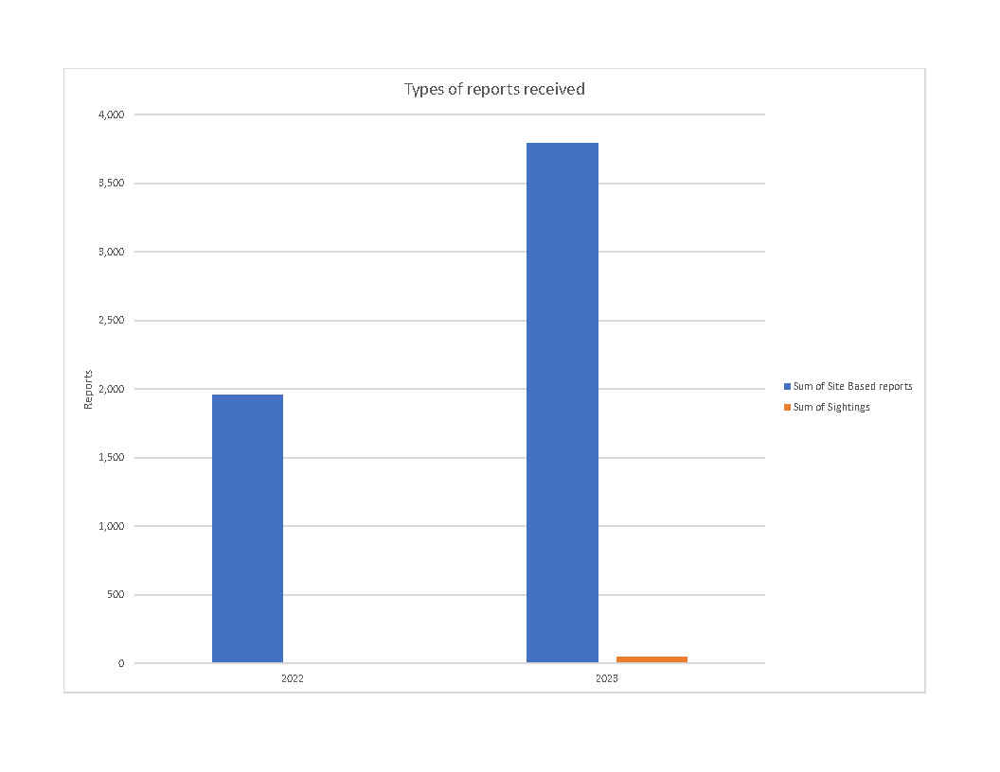 Types of reports received
4,000
3,500
3,000
2,500
2,000
1,500
1,000
500
0
Reports
2022
2023
Sum of Site Based reports
Sum of Sightings